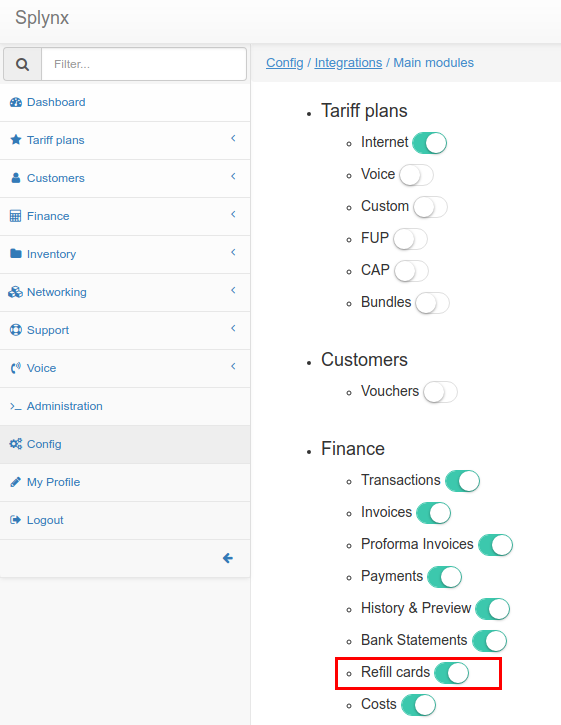 Splynx
Filter...
Config / Integrations / Main modules
Dashboard
Tariff plans
Customers
Finance
Inventory
Networking
Support
Voice
Administration
Config
My Profile
Logout
Tariff plans
Internet
Voice
Custom
FUP
CAP
Bundles
Customers
Vouchers
Finance
Transactions
Invoices
Proforma Invoices
Payments
History & Preview
Bank Statements
Refill cards
Costs